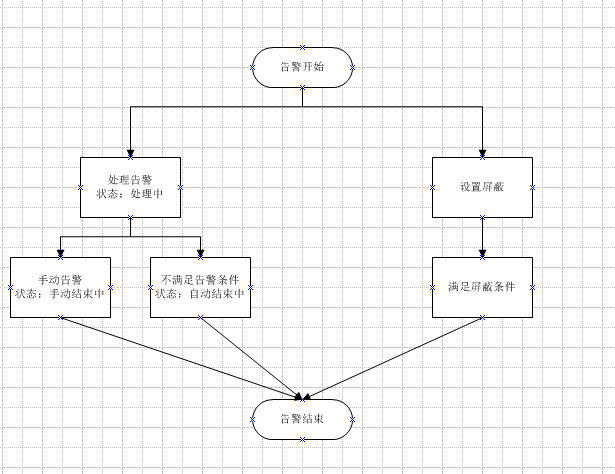 告警开始
处理告警
状态：处理中
设置屏蔽
手动告警
状态：手动结束中
不满足告警条件
状态：自动结束中
满足屏蔽条件
告警结束